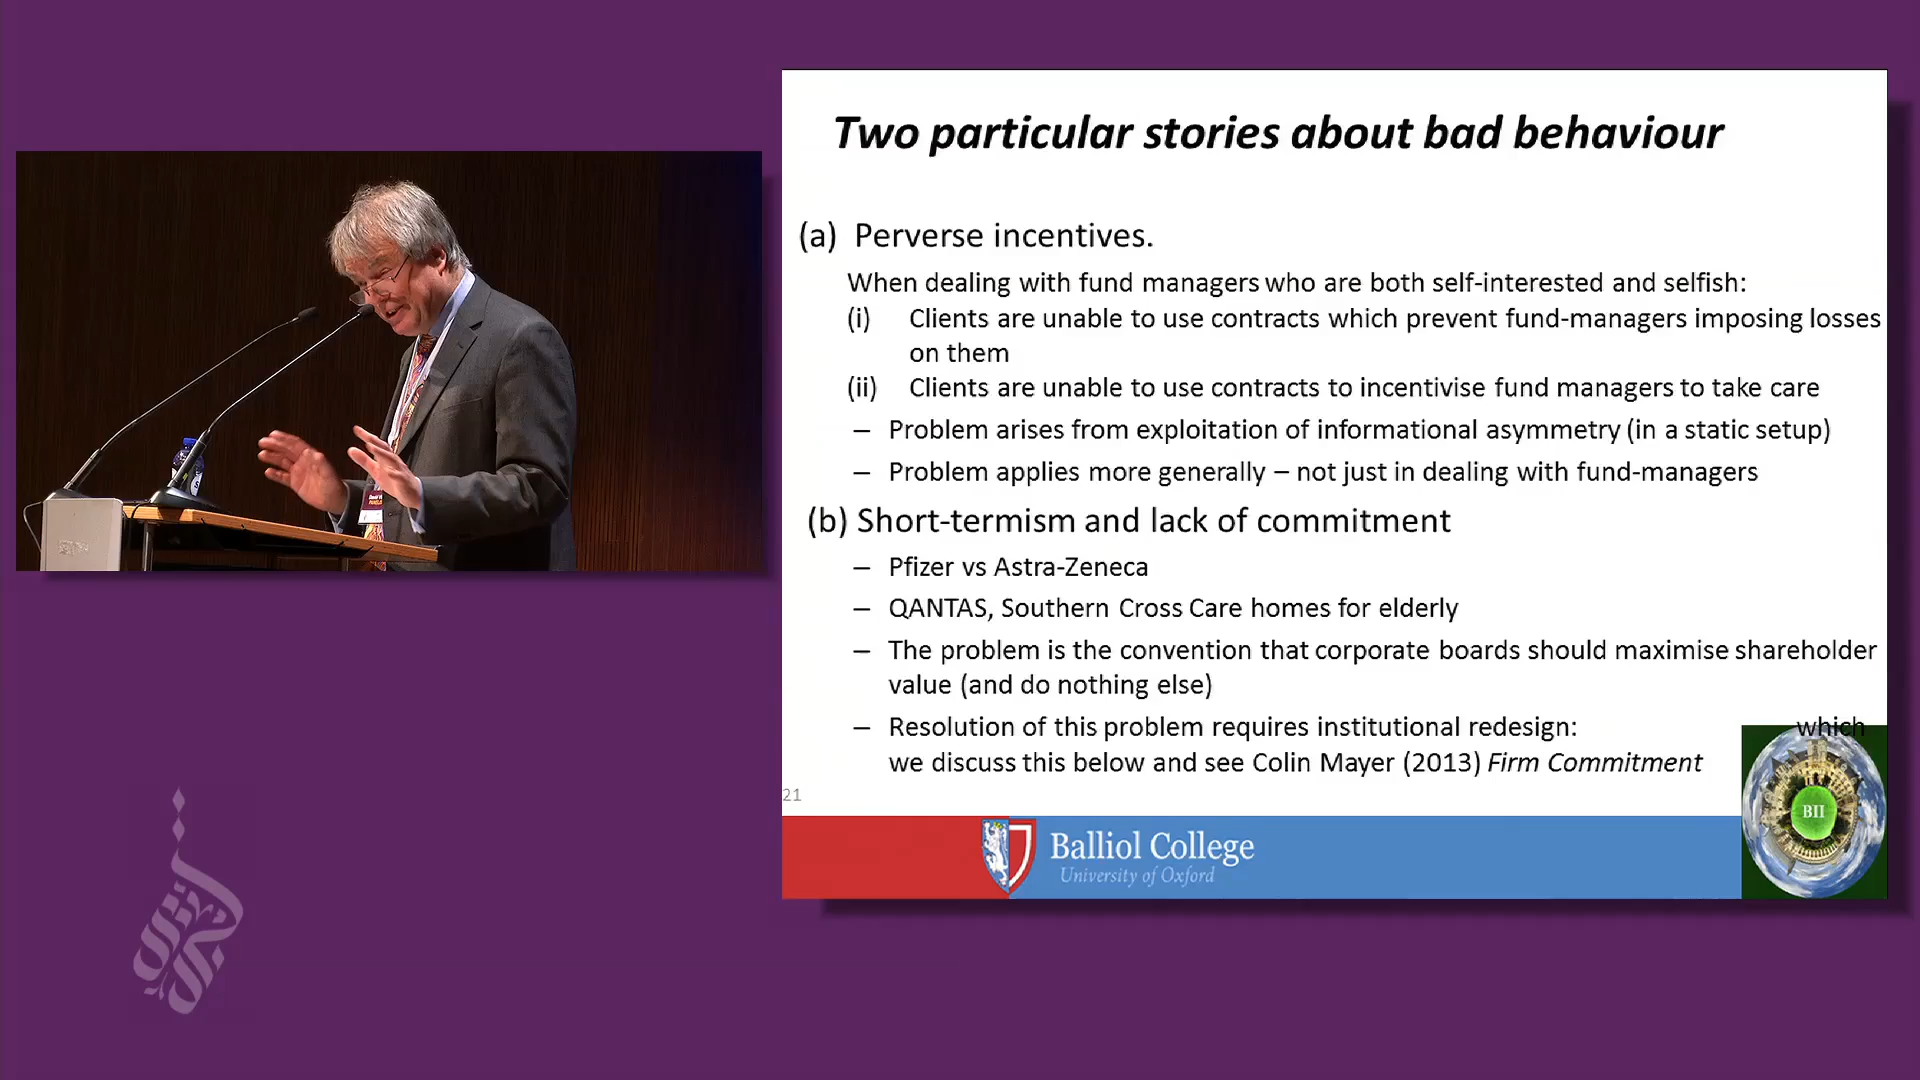 Two particular stories about bad behaviour
(a) Perverse incentives.
When dealing with fund managers who are both self-interested and selfish:
(i) Clients are unable to use contracts which prevent fund-managers imposing losses
on them
(ii) Clients are unable to use contracts to incentivise fund managers to take care
– Problem arises from exploitation of informational asymmetry (in a static setup)
– Problem applies more generally – not just in dealing with fund-managers
(b) Short-termism and lack of commitment
– Pfizer vs Astra-Zeneca
– QANTAS, Southern Cross Care homes for elderly
– The problem is the convention that corporate boards should maximise shareholder
value (and do nothing else)
– Resolution of this problem requires institutional redesign: which
we discuss this below and see Colin Mayer (2013) Firm Commitment
21
BII
Balliol College
University of Oxford